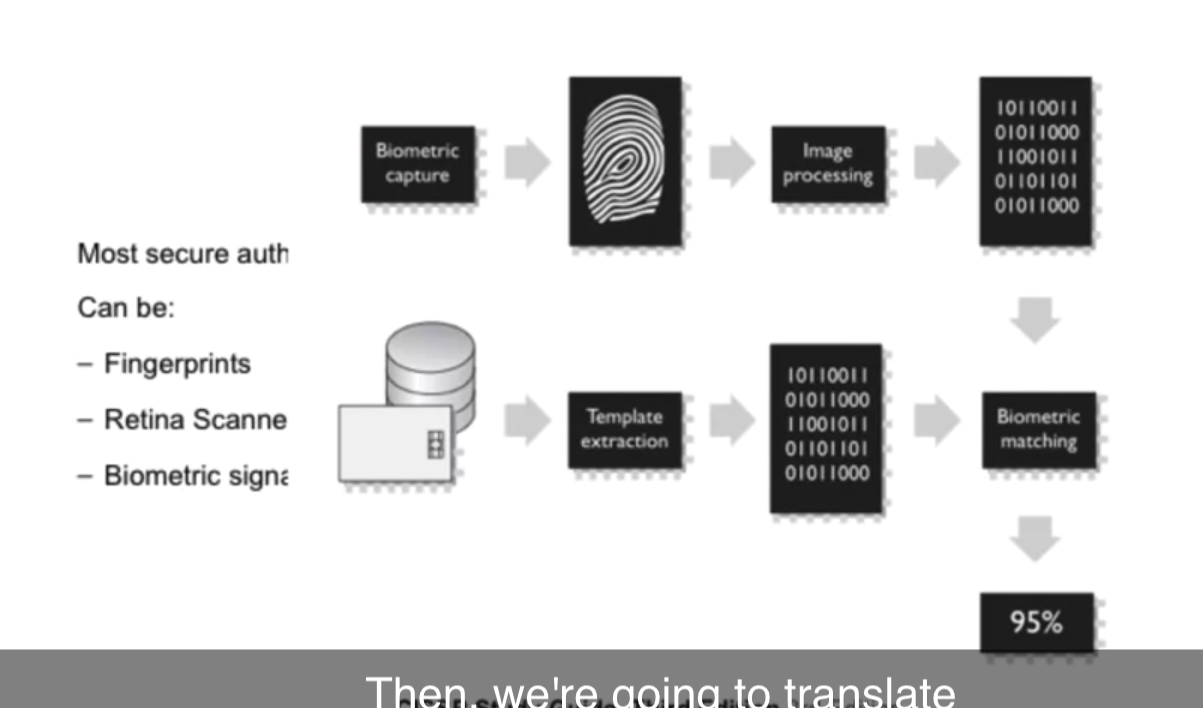 Biometric
capture
Image
processing
10110011
01011000
11001011
01101101
01011000
Most secure auth
Can be:
– Fingerprints
– Retina Scanne
– Biometric signa
Template
extraction
10110011
01011000
11001011
01101101
01011000
Biometric
matching
95%
Then, we're going to translate